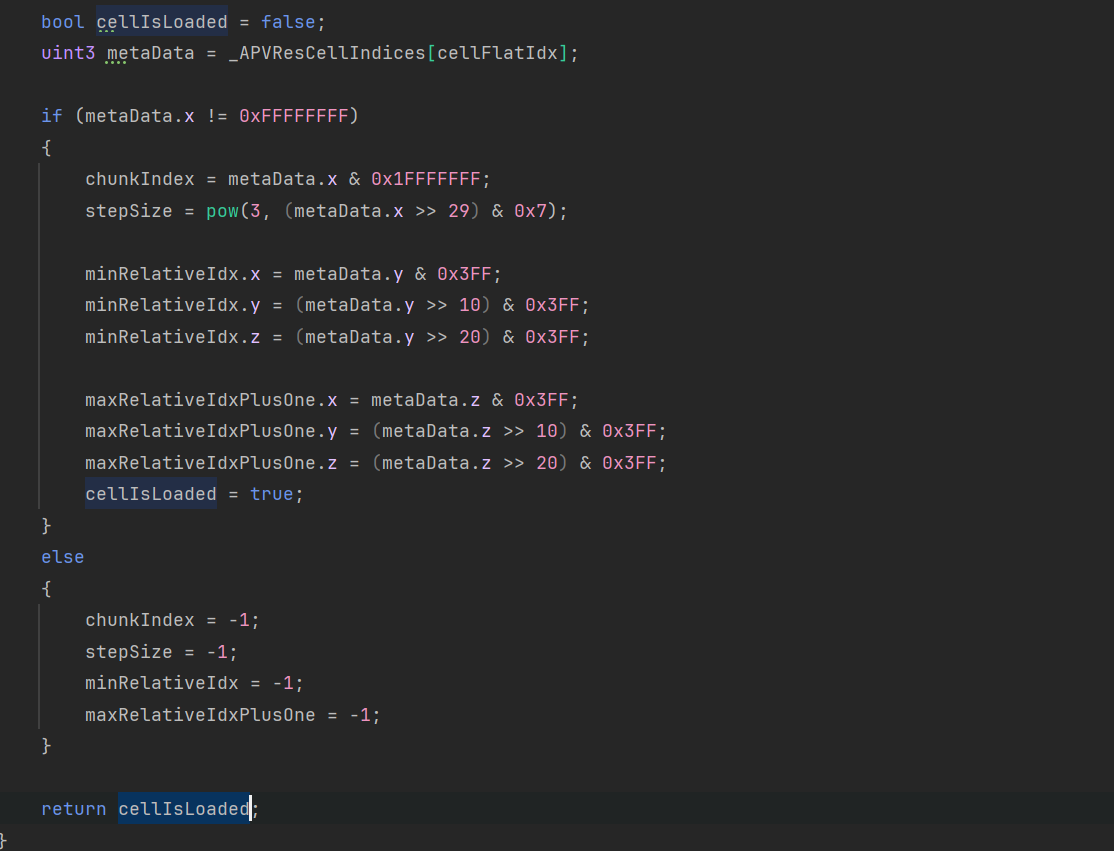 bool cellIsLoaded = false;
uint3 metaData = _APVResCellIndices[cellFlatIdx];
if (metaData.x != 0xFFFFFFFF)
{
chunkIndex = metaData.x & 0x1FFFFFFF;
stepSize = pow(3, (metaData.x >> 29) & 0x7);
minRelativeIdx.x = metaData.y & 0x3FF;
minRelativeIdx.y = (metaData.y >> 10) & 0x3FF;
minRelativeIdx.z = (metaData.y >> 20) & 0x3FF;
maxRelativeIdxPlusOne.x = metaData.z & 0x3FF;
maxRelativeIdxPlusOne.y = (metaData.z >> 10) & 0x3FF;
maxRelativeIdxPlusOne.z = (metaData.z >> 20) & 0x3FF;
cellIsLoaded = true;
}
else
{
chunkIndex = -1;
stepSize = -1;
minRelativeIdx = -1;
maxRelativeIdxPlusOne = -1;
}
return cellIsLoaded;
}